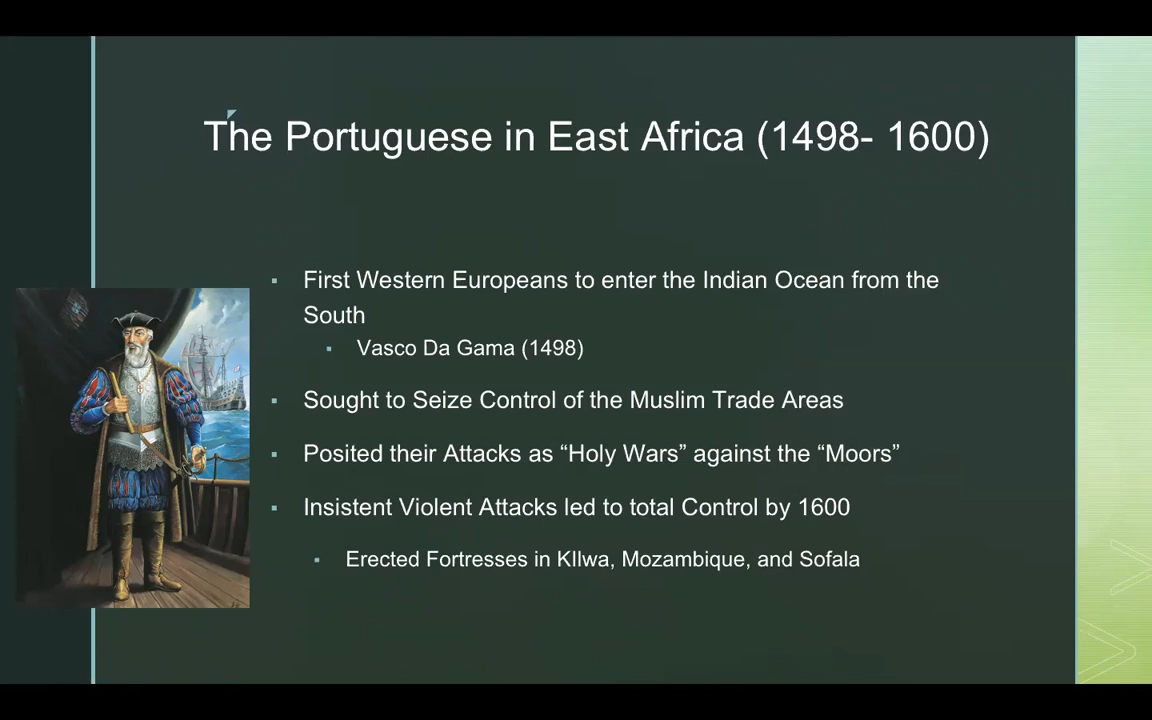 The Portuguese in East Africa (1498- 1600)
▪ First Western Europeans to enter the Indian Ocean from the
South
▪ Vasco Da Gama (1498)
▪ Sought to Seize Control of the Muslim Trade Areas
▪ Posited their Attacks as “Holy Wars” against the “Moors”
▪ Insistent Violent Attacks led to total Control by 1600
▪ Erected Fortresses in KIlwa, Mozambique, and Sofala